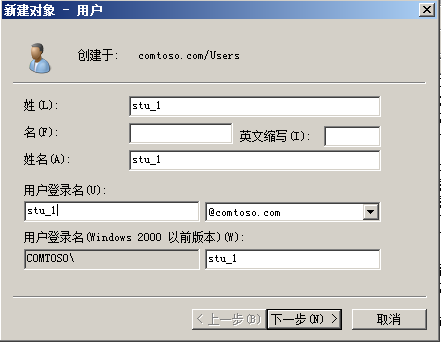 新建对象 - 用户
创建于: comtoso.com/Users
姓(L): stu_1
名(F): 英文缩写(I):
姓名(A): stu_1
用户登录名(U):
stu_1 @comtoso.com
用户登录名(Windows 2000 以前版本)(W):
COMTOSO\ stu_1
< 上一步(B) 下一步(N) > 取消